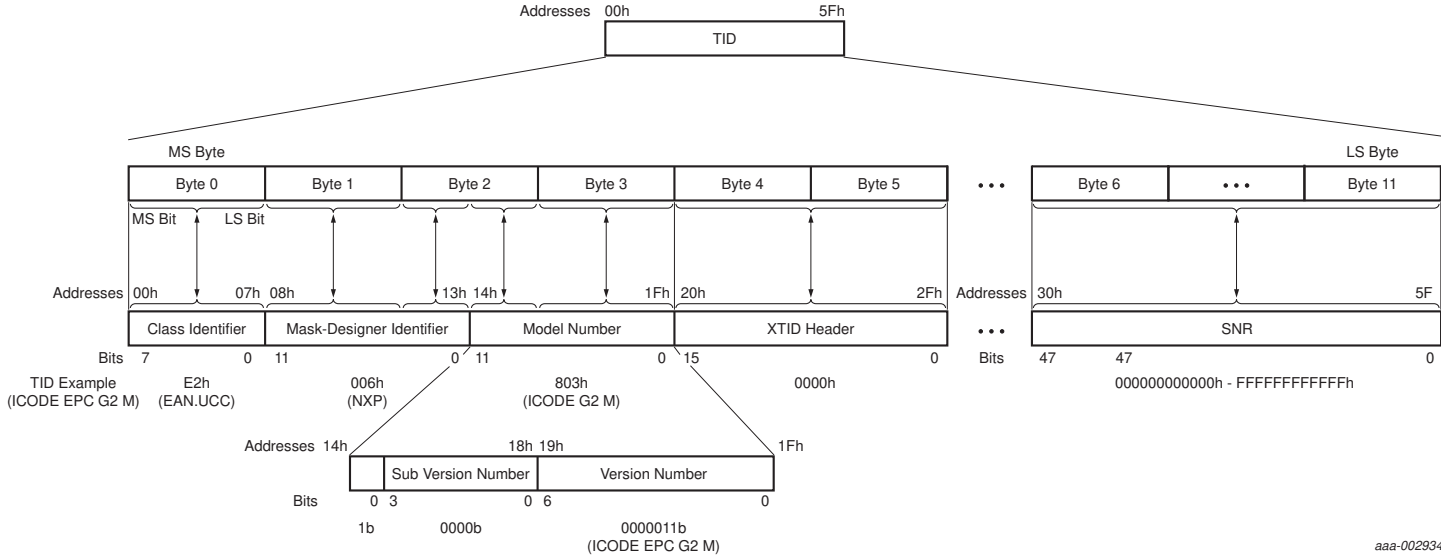 Addresses 00h 5Fh
TID
MS Byte LS Byte
Byte 0 Byte 1 Byte 2 Byte 3 Byte 4 Byte 5 • • • Byte 6 • • • Byte 11
MS Bit LS Bit
Addresses 00h 07h 08h 13h 14h 1Fh 20h 2Fh Addresses 30h 5F
Class Identifier Mask-Designer Identifier Model Number XTID Header • • • SNR
Bits 7 0 11 0 11 0 15 0 Bits 47 47 0
TID Example E2h 006h 803h 0000h 000000000000h - FFFFFFFFFFFFh
(ICODE EPC G2 M) (EAN.UCC) (NXP) (ICODE G2 M)
Addresses 14h 18h 19h 1Fh
Sub Version Number Version Number
Bits 0 3 0 6 0
1b 0000b 0000011b
(ICODE EPC G2 M)
aaa-002934